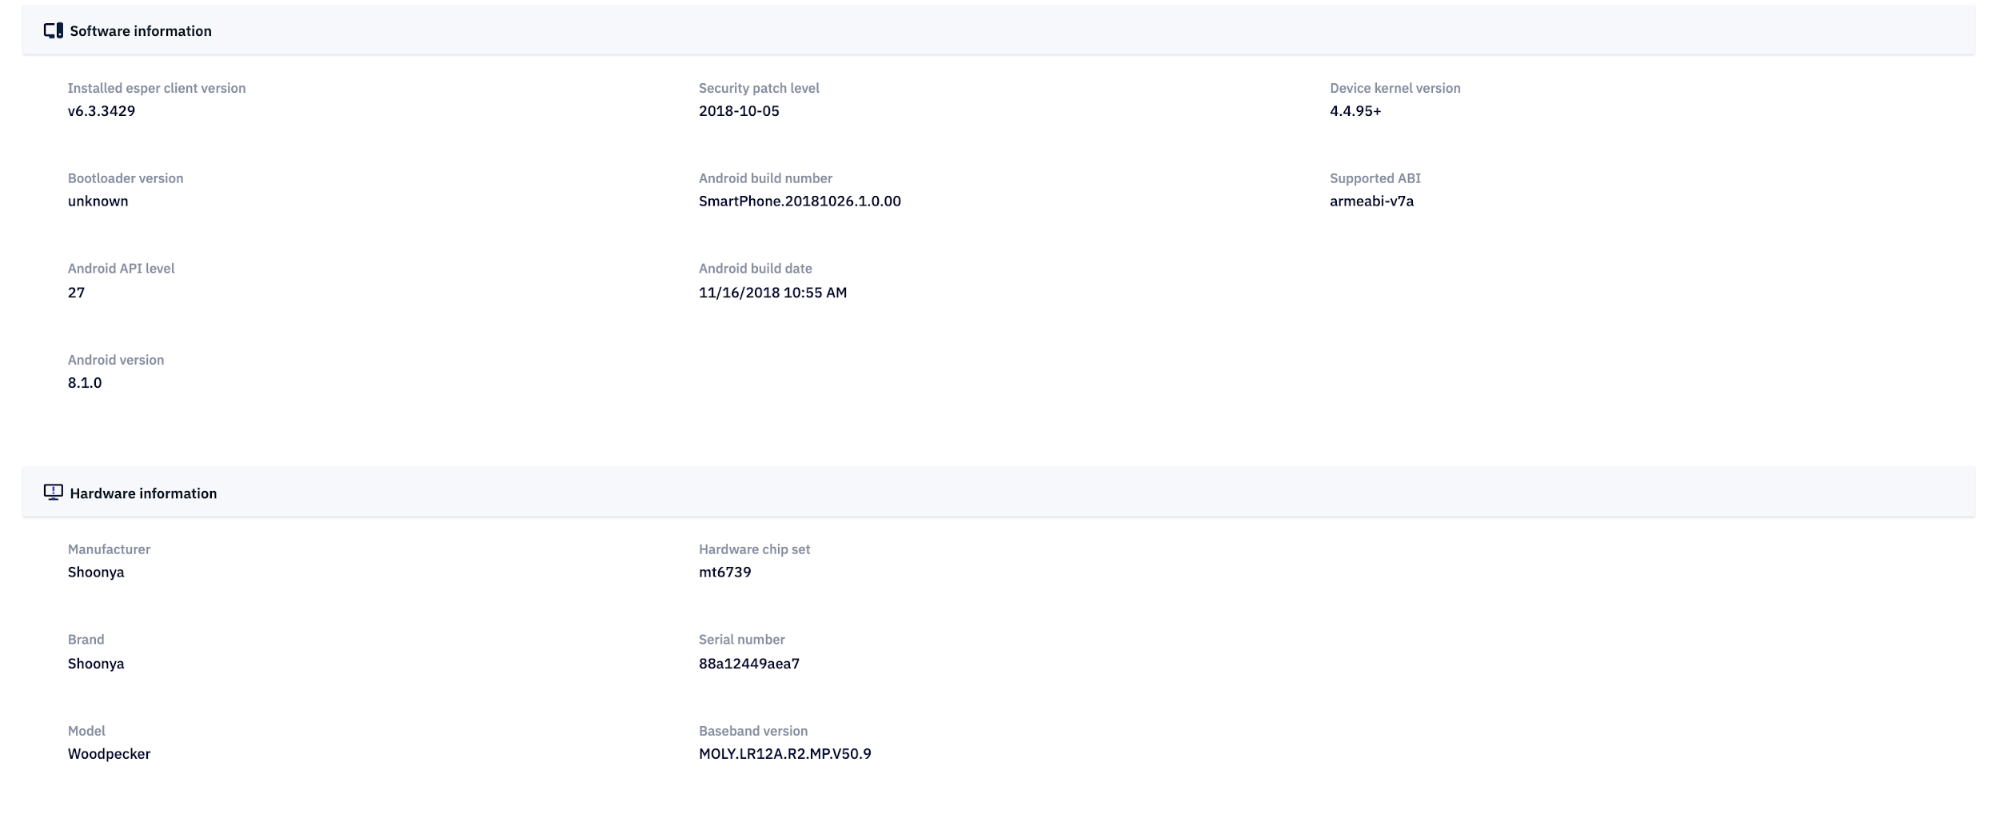 Software information
Installed esper client version
v6.3.3429
Security patch level
2018-10-05
Device kernel version
4.4.95+
Bootloader version
unknown
Android build number
SmartPhone.20181026.1.0.00
Supported ABI
armeabi-v7a
Android API level
27
Android build date
11/16/2018 10:55 AM
Android version
8.1.0
Hardware information
Manufacturer
Shoonya
Hardware chip set
mt6739
Brand
Shoonya
Serial number
88a12449aea7
Model
Woodpecker
Baseband version
MOLY.LR12A.R2.MP.V50.9